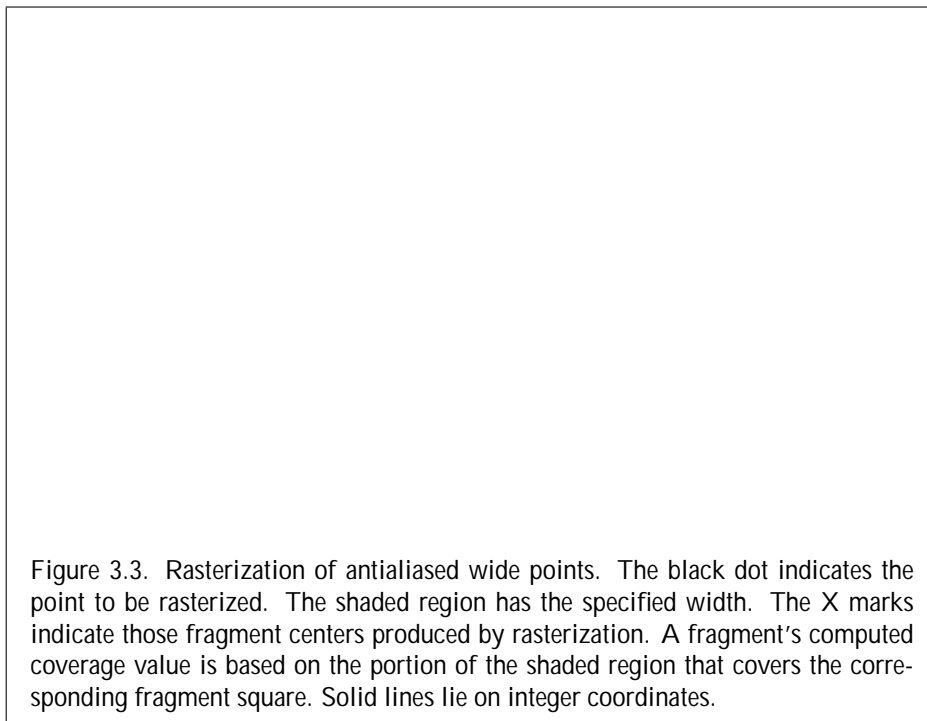 Figure 3.3. Rasterization of antialiased wide points. The black dot indicates the
point to be rasterized. The shaded region has the specified width. The X marks
indicate those fragment centers produced by rasterization. A fragment's computed
coverage value is based on the portion of the shaded region that covers the corre-
sponding fragment square. Solid lines lie on integer coordinates.